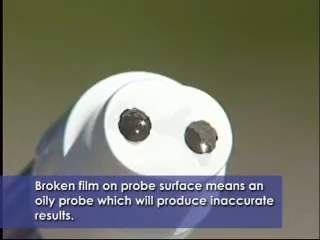 Broken film on probe surface means an
oily probe which will produce inaccurate
results.